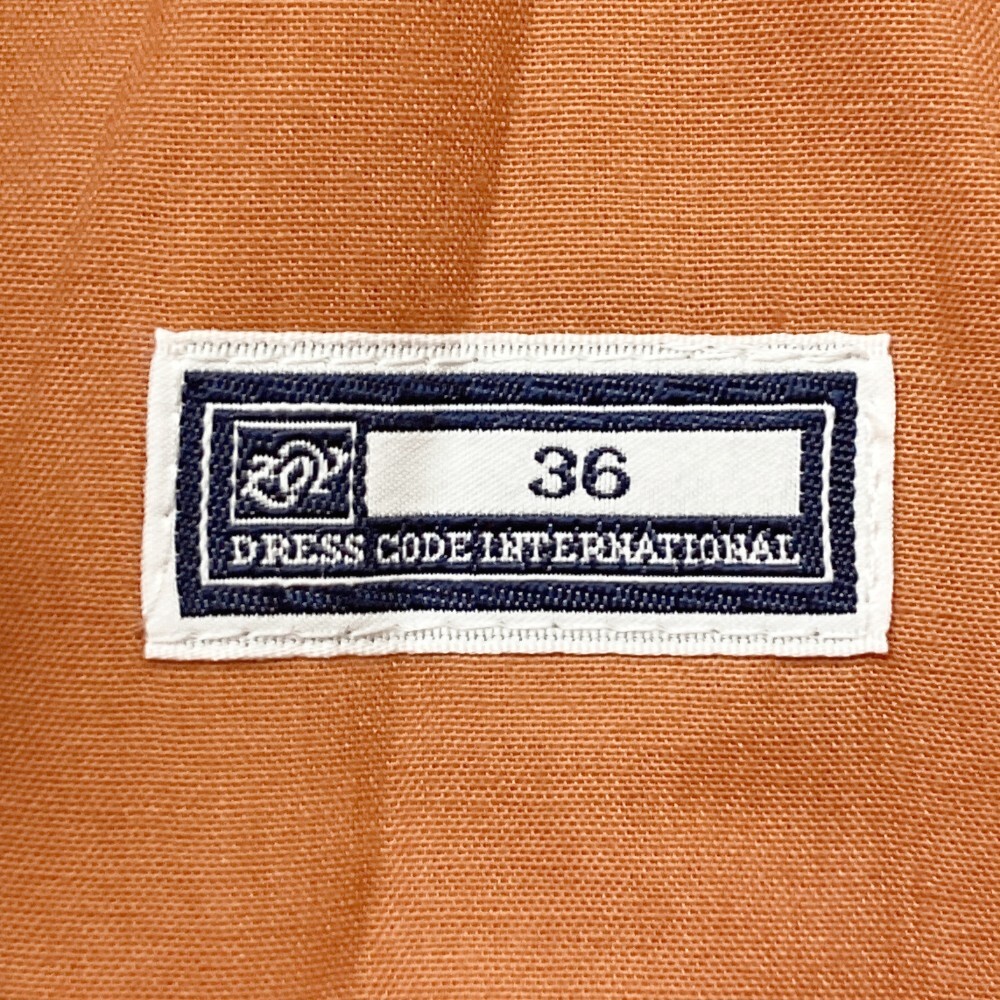 36
DRESS CODE INTERNATIONAL